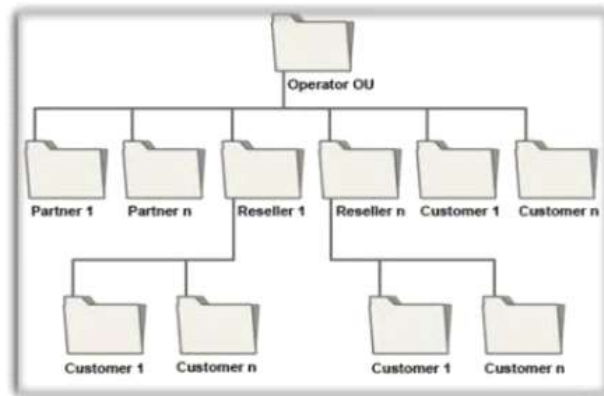 Operator OU
Partner 1 Partner n Reseller 1 Reseller n Customer 1 Customer n
Customer 1 Customer n Customer 1 Customer n